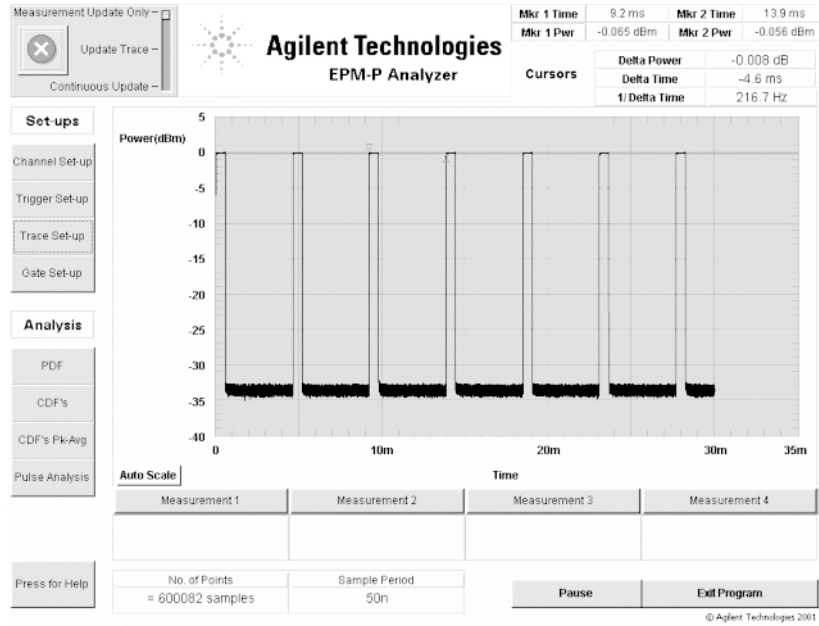 Measurement Update Only
Update Trace
Continuous Update
Agilent Technologies
EPM-P Analyzer
Mkr 1 Time 9.2 ms Mkr 2 Time 13.9 ms
Mkr 1 Pwr -0.065 dBm Mkr 2 Pwr -0.056 dBm
Cursors
Delta Power -0.008 dB
Delta Time -4.6 ms
1/Delta Time 216.7 Hz
Set-ups
Channel Set-up
Trigger Set-up
Trace Set-up
Gate Set-up
Analysis
PDF
CDF's
CDF's Pk-Avg
Pulse Analysis
Press for Help
Power(dBm)
5
0
-5
-10
-15
-20
-25
-30
-35
-40
0 10m 20m 30m 35m
Auto Scale
Time
Measurement 1 Measurement 2 Measurement 3 Measurement 4
No. of Points Sample Period
= 600082 samples 50n
Pause Exit Program
© Agilent Technologies 2001